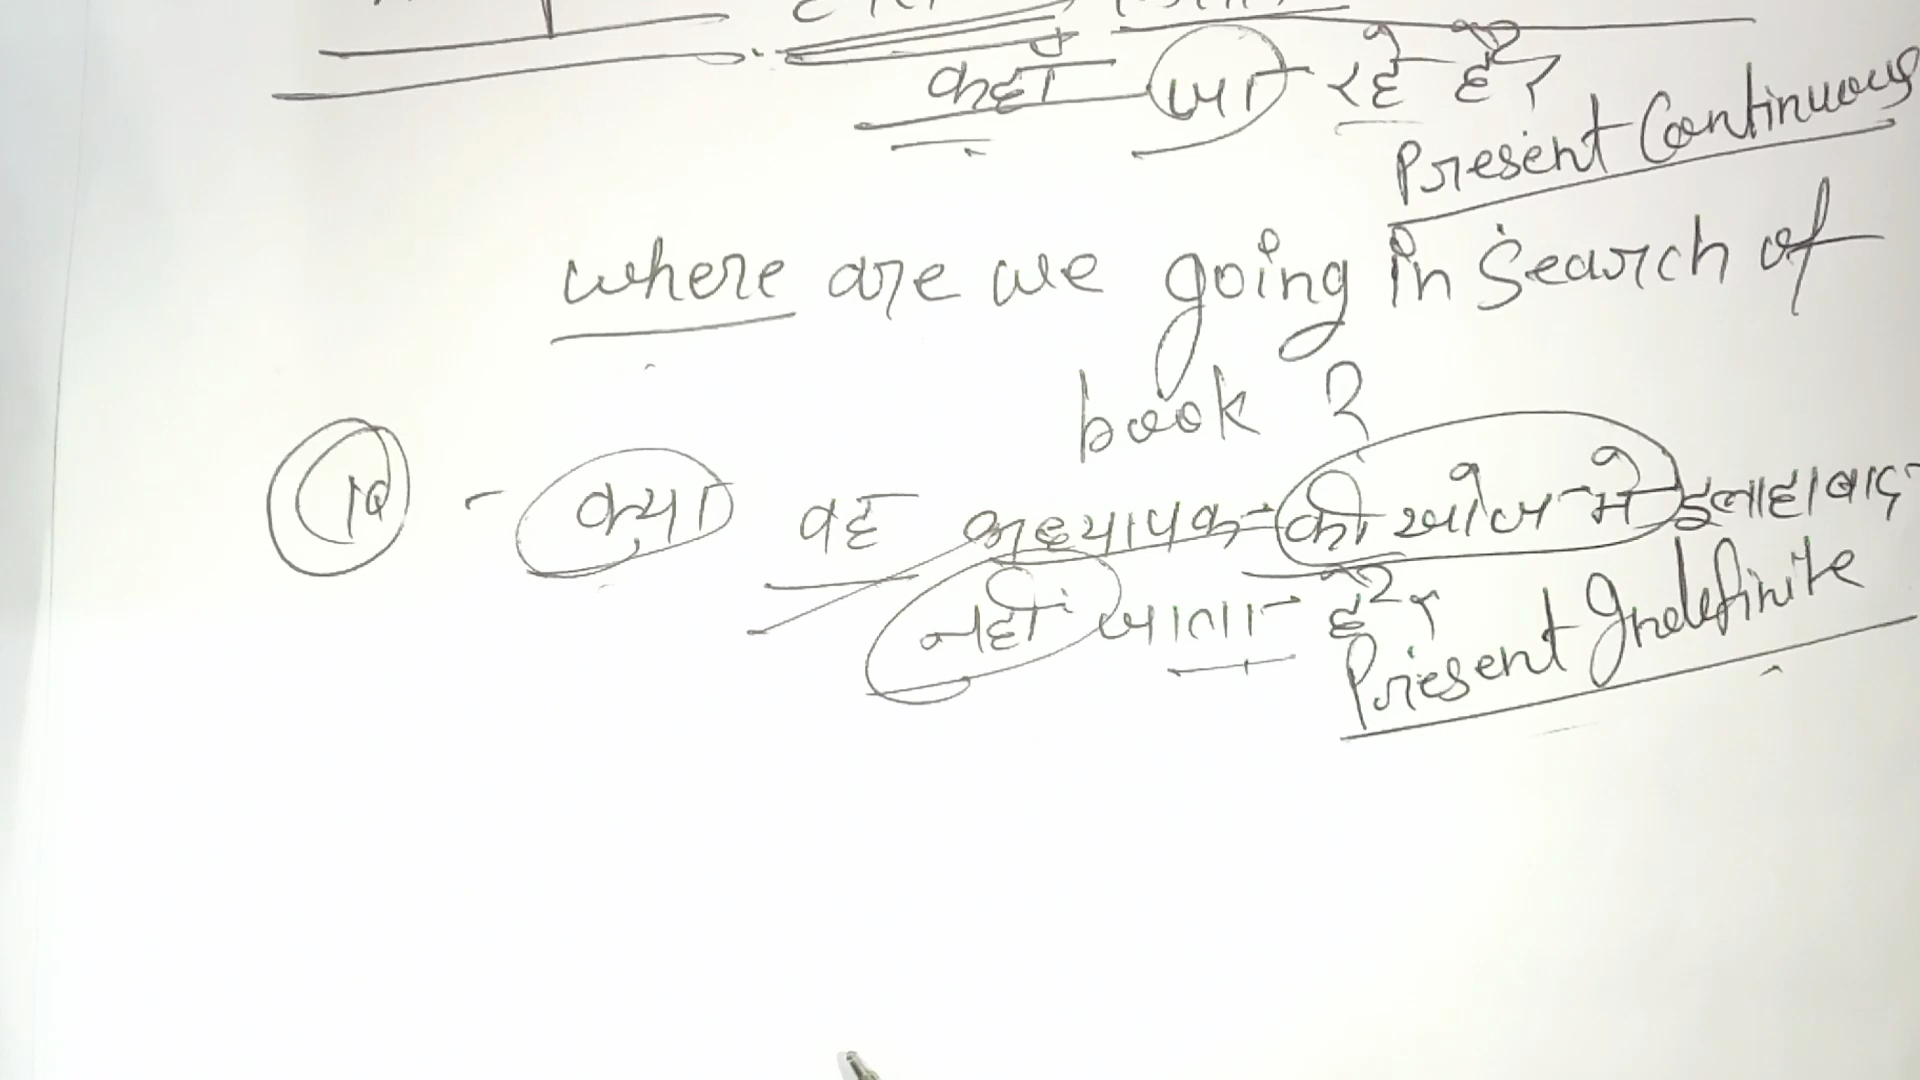 कहाँ जा रहे हैं?
Present Continuous
where are we going in search of
book ?
10 - क्या वह अध्यापक की खोज में इलाहाबाद
नहीं जाता है?
Present Indefinite